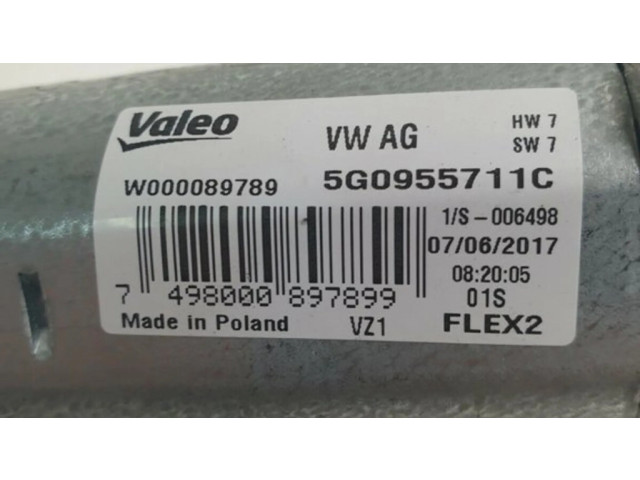 Valeo
VW AG
HW 7
SW 7
W000089789
5G0955711C
1/S-006498
07/06/2017
08:20:05
7 498000 897899
01S
Made in Poland
VZ1
FLEX2